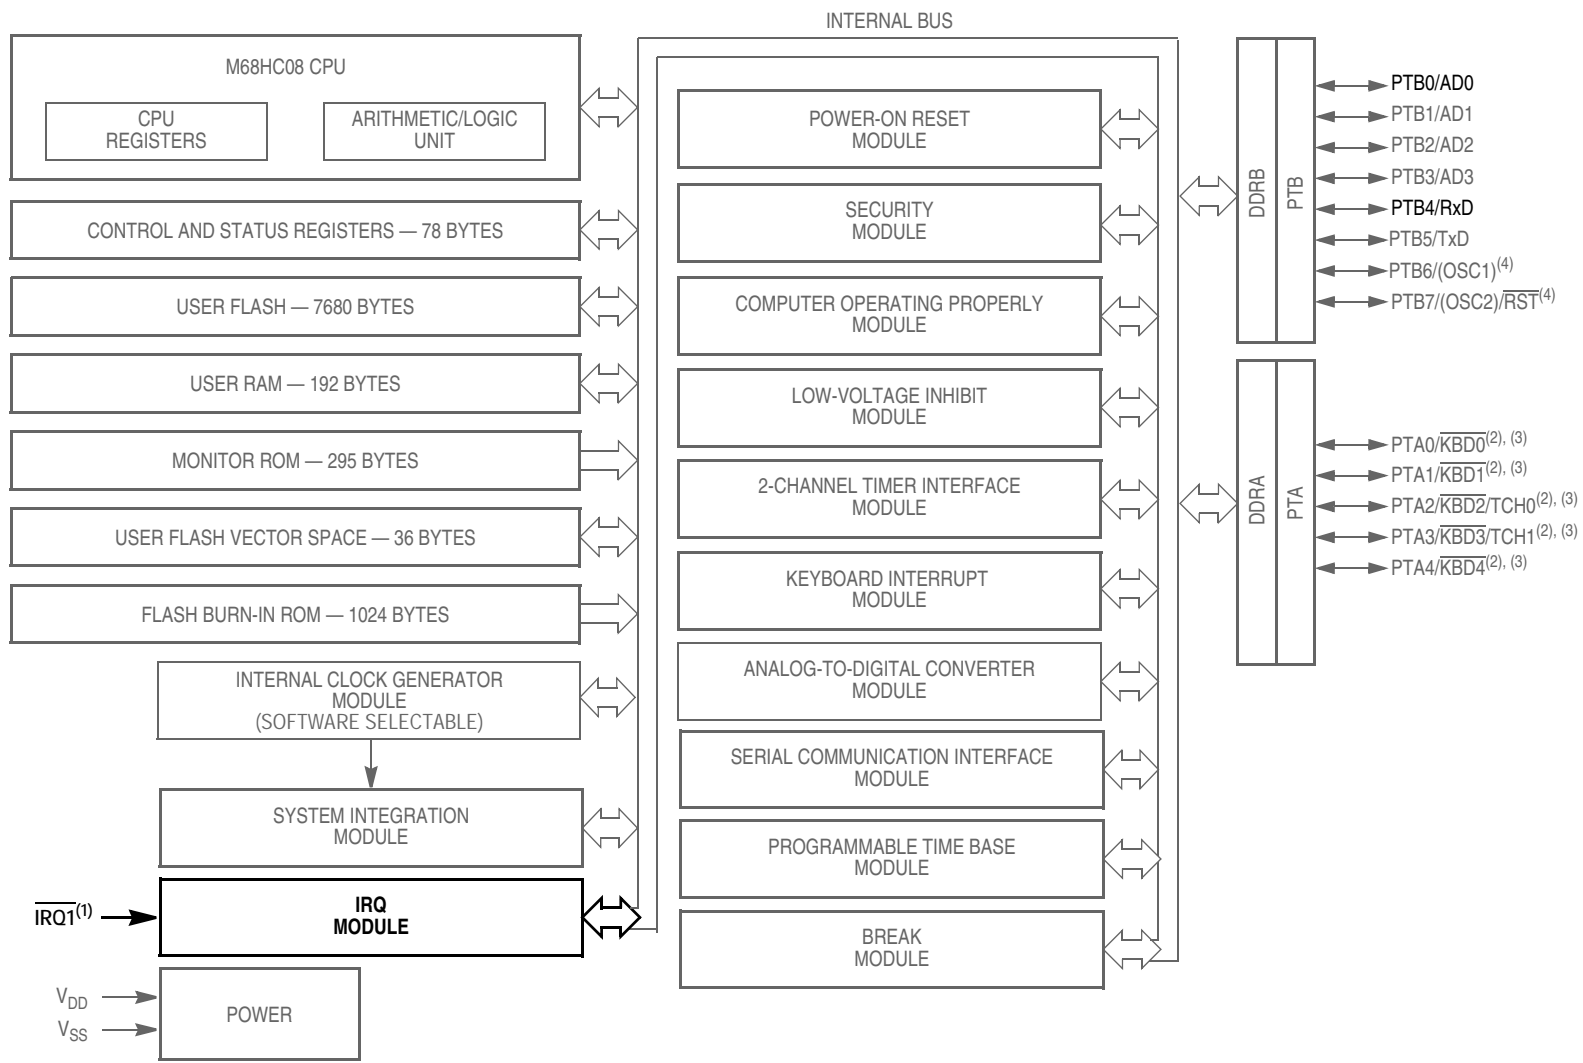 INTERNAL BUS
M68HC08 CPU
CPU
REGISTERS
ARITHMETIC/LOGIC
UNIT
CONTROL AND STATUS REGISTERS — 78 BYTES
USER FLASH — 7680 BYTES
USER RAM — 192 BYTES
MONITOR ROM — 295 BYTES
USER FLASH VECTOR SPACE — 36 BYTES
FLASH BURN-IN ROM — 1024 BYTES
INTERNAL CLOCK GENERATOR
MODULE
(SOFTWARE SELECTABLE)
SYSTEM INTEGRATION
MODULE
IRQ1(1)
IRQ
MODULE
VDD
VSS
POWER
POWER-ON RESET
MODULE
SECURITY
MODULE
COMPUTER OPERATING PROPERLY
MODULE
LOW-VOLTAGE INHIBIT
MODULE
2-CHANNEL TIMER INTERFACE
MODULE
KEYBOARD INTERRUPT
MODULE
ANALOG-TO-DIGITAL CONVERTER
MODULE
SERIAL COMMUNICATION INTERFACE
MODULE
PROGRAMMABLE TIME BASE
MODULE
BREAK
MODULE
DDRB
PTB
PTB0/AD0
PTB1/AD1
PTB2/AD2
PTB3/AD3
PTB4/RxD
PTB5/TxD
PTB6/(OSC1)(4)
PTB7/(OSC2)/RST(4)
DDRA
PTA
PTA0/KBD0(2), (3)
PTA1/KBD1(2), (3)
PTA2/KBD2/TCH0(2), (3)
PTA3/KBD3/TCH1(2), (3)
PTA4/KBD4(2), (3)